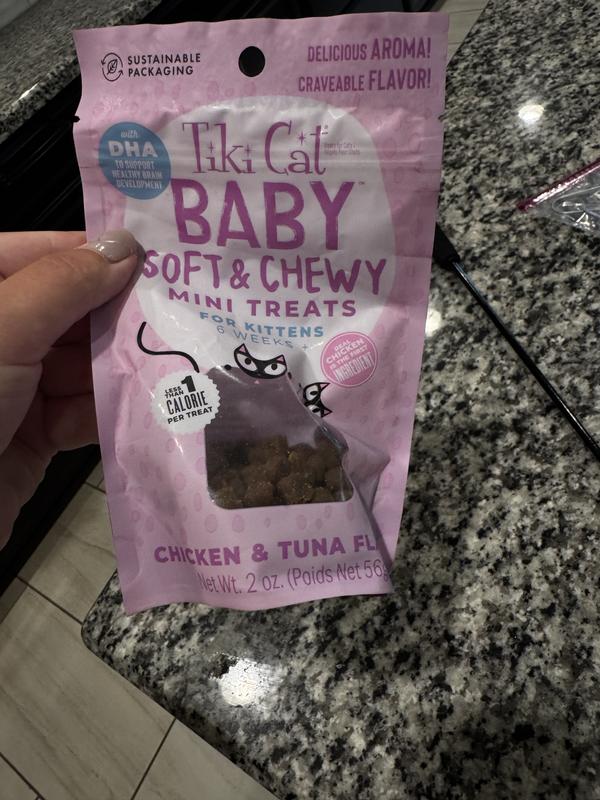 SUSTAINABLE
PACKAGING
DELICIOUS AROMA!
CRAVEABLE FLAVOR!
with
DHA
TO SUPPORT
HEALTHY BRAIN
DEVELOPMENT
Tiki Cat®
BABY™
SOFT & CHEWY
MINI TREATS
FOR KITTENS
6 WEEKS +
REAL
CHICKEN
IS THE FIRST
INGREDIENT
LESS THAN 1
CALORIE
PER TREAT
CHICKEN & TUNA FL
Net Wt. 2 oz. (Poids Net 56g